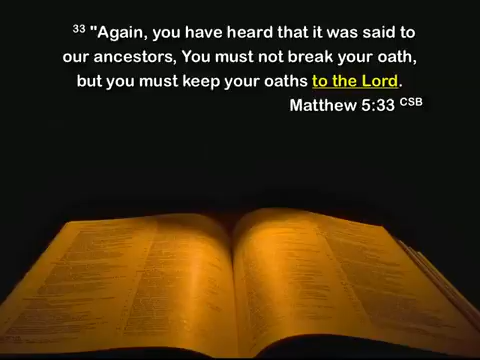 33 "Again, you have heard that it was said to
our ancestors, You must not break your oath,
but you must keep your oaths to the Lord.
Matthew 5:33 CSB